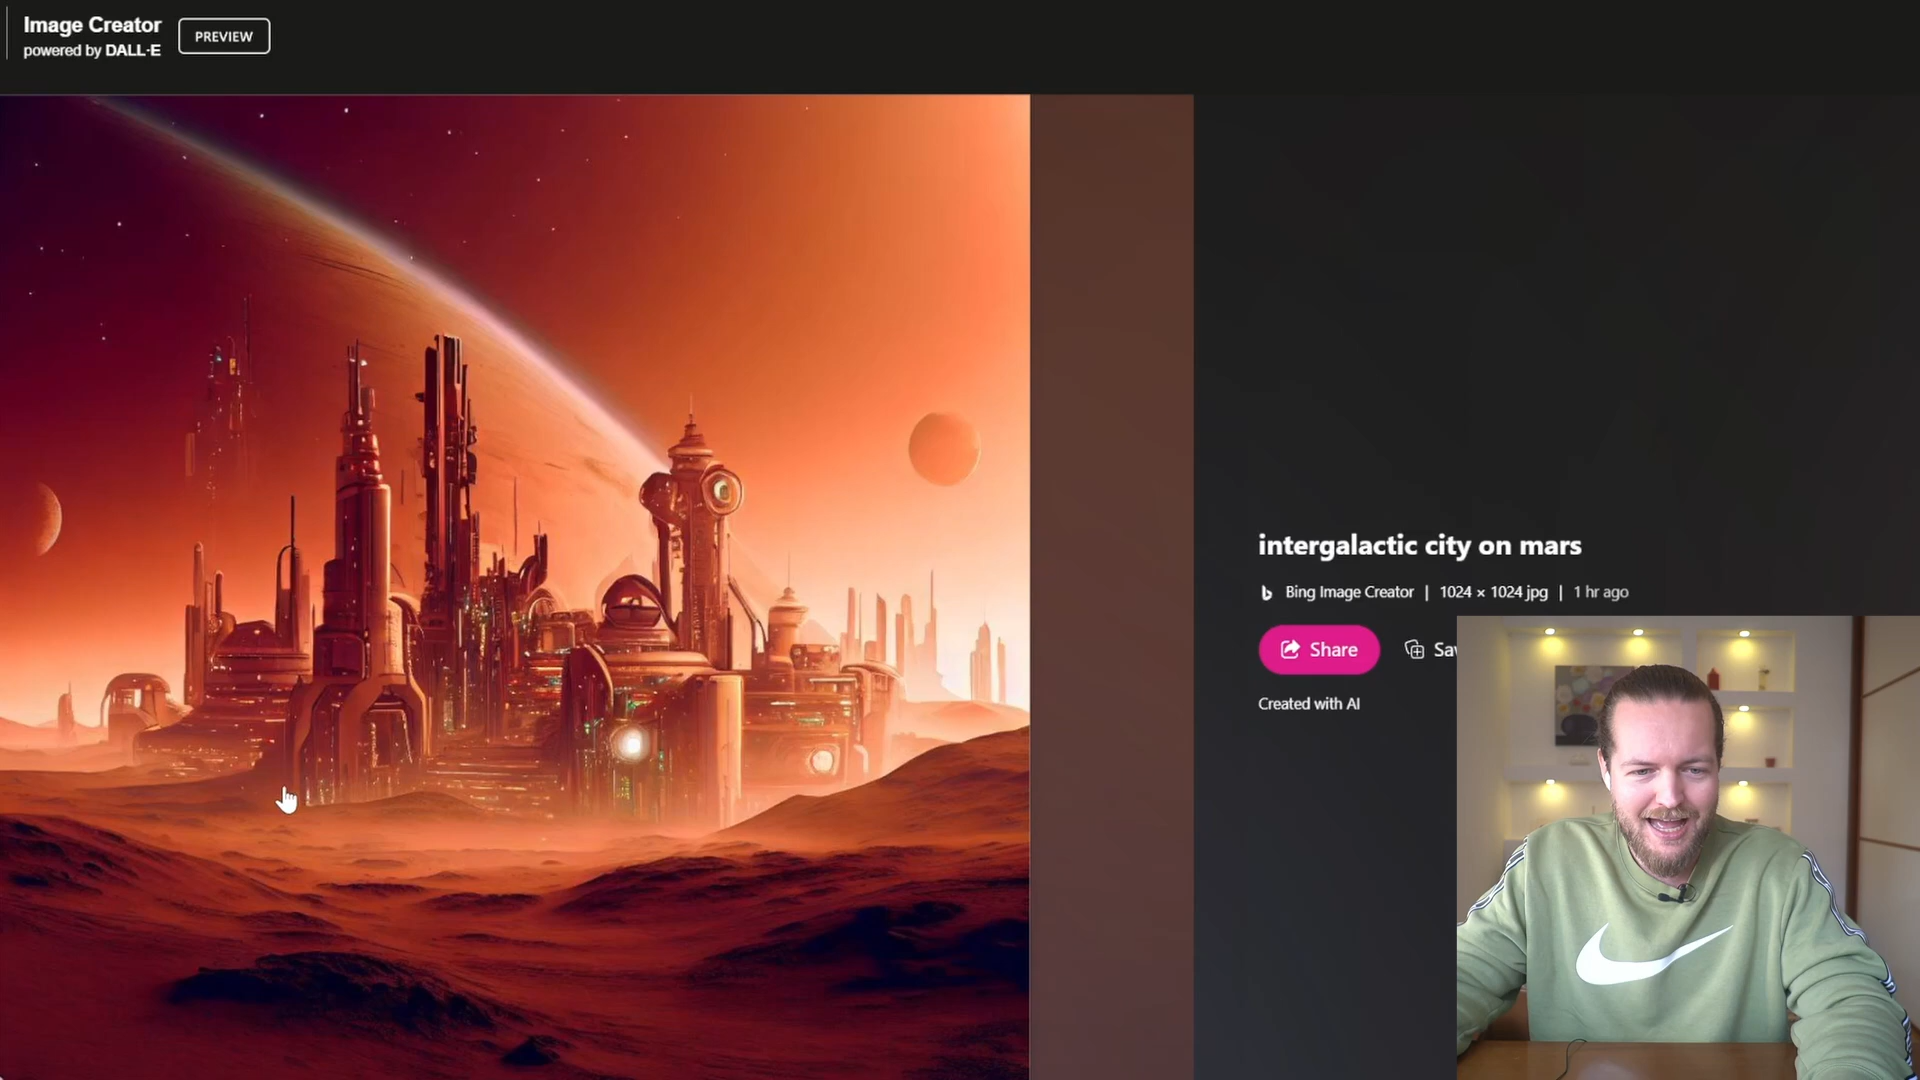 Image Creator
powered by DALL·E
PREVIEW
intergalactic city on mars
Bing Image Creator | 1024 × 1024 jpg | 1 hr ago
Share
Created with AI